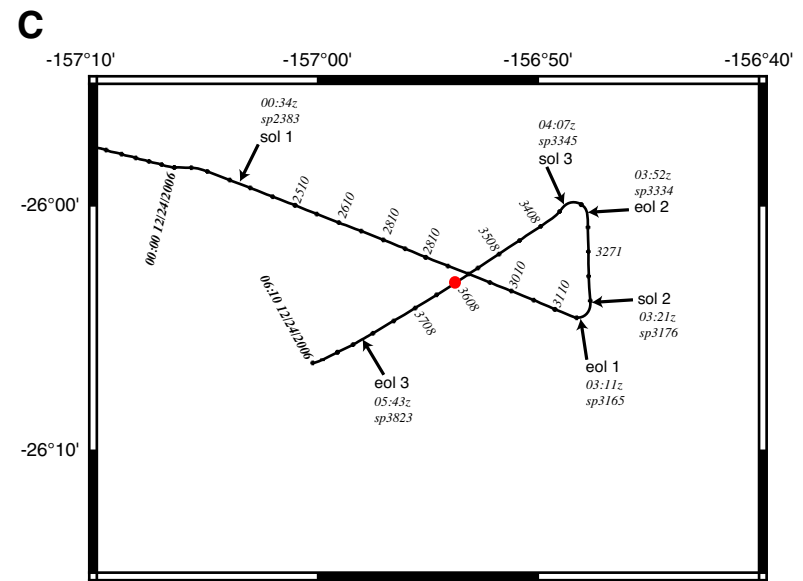 C
-157°10'
-157°00'
-156°50'
-156°40'
00:34z
sp2383
sol 1
04:07z
sp3345
sol 3
03:52z
sp3334
eol 2
-26°00'
00:00 12/24/2006
2510
2610
2810
2810
3408
3508
3271
3010
3110
sol 2
03:21z
sp3176
06:10 12/24/2006
3608
3708
eol 1
03:11z
sp3165
eol 3
05:43z
sp3823
-26°10'